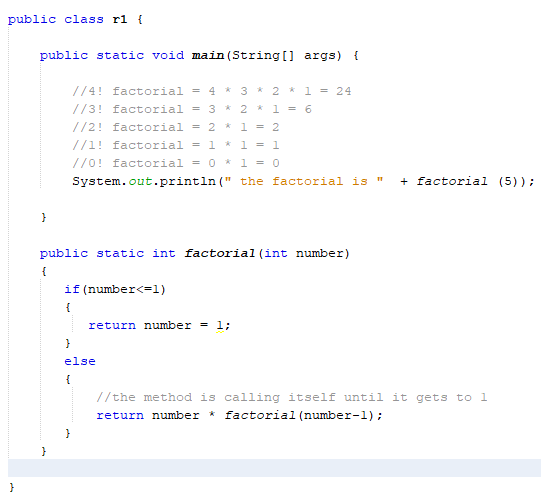 public class r1 {
public static void main(String[] args) {
//4! factorial = 4 * 3 * 2 * 1 = 24
//3! factorial = 3 * 2 * 1 = 6
//2! factorial = 2 * 1 = 2
//1! factorial = 1 * 1 = 1
//0! factorial = 0 * 1 = 0
System.out.println(" the factorial is "  + factorial (5));
}
public static int factorial(int number)
{
if(number<=1)
{
return number = 1;
}
else
{
//the method is calling itself until it gets to 1
return number * factorial(number-1);
}
}
}